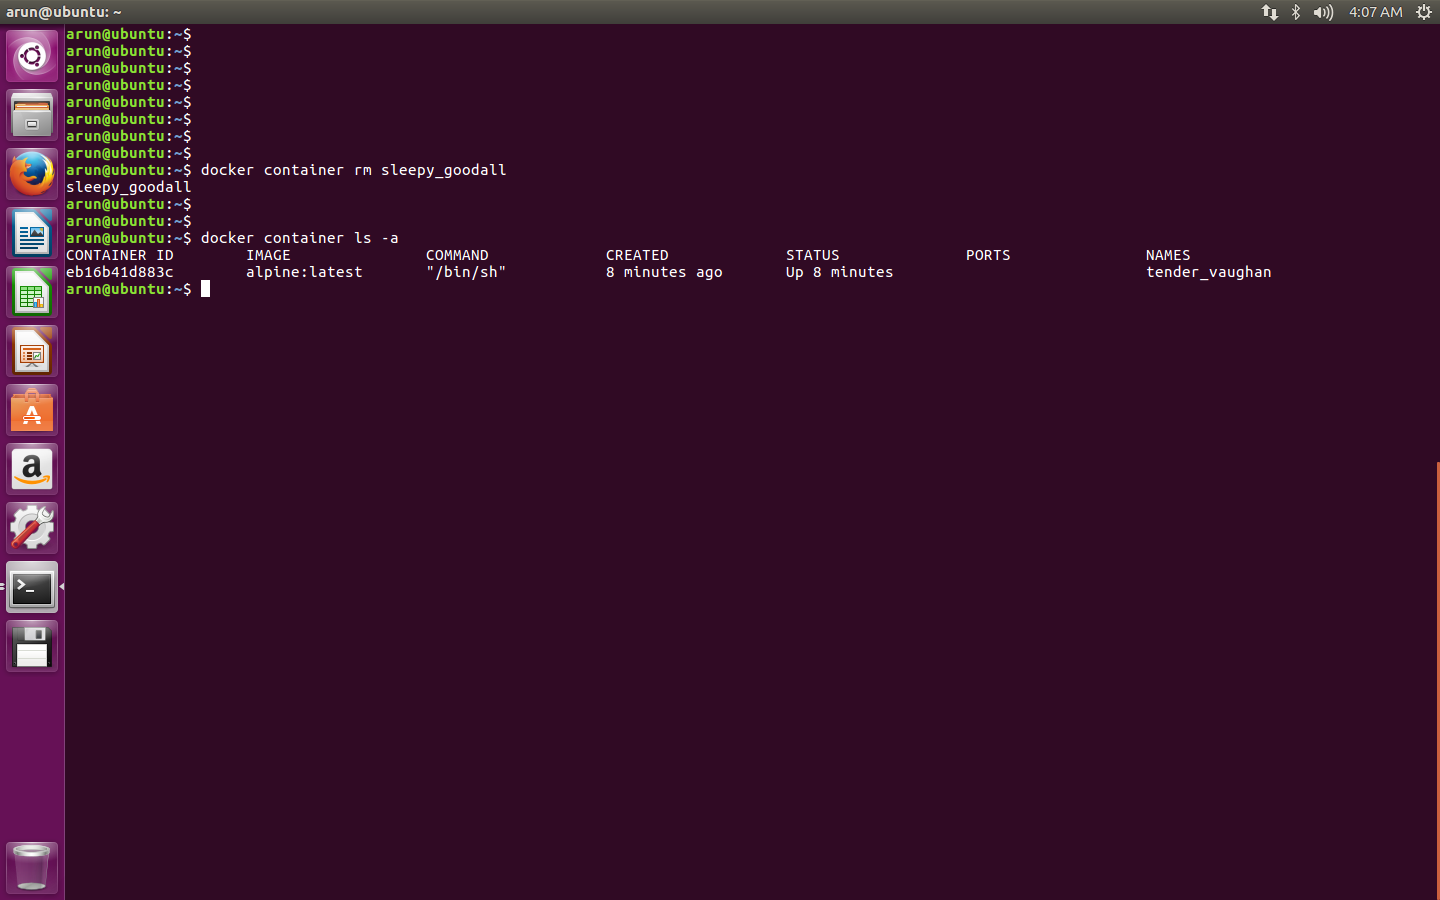 arun@ubuntu: ~
4:07 AM
arun@ubuntu:~$
arun@ubuntu:~$
arun@ubuntu:~$
arun@ubuntu:~$
arun@ubuntu:~$
arun@ubuntu:~$
arun@ubuntu:~$
arun@ubuntu:~$
arun@ubuntu:~$ docker container rm sleepy_goodall
sleepy_goodall
arun@ubuntu:~$
arun@ubuntu:~$
arun@ubuntu:~$ docker container ls -a
CONTAINER ID IMAGE COMMAND CREATED STATUS PORTS NAMES
eb16b41d883c alpine:latest "/bin/sh" 8 minutes ago Up 8 minutes tender_vaughan
arun@ubuntu:~$